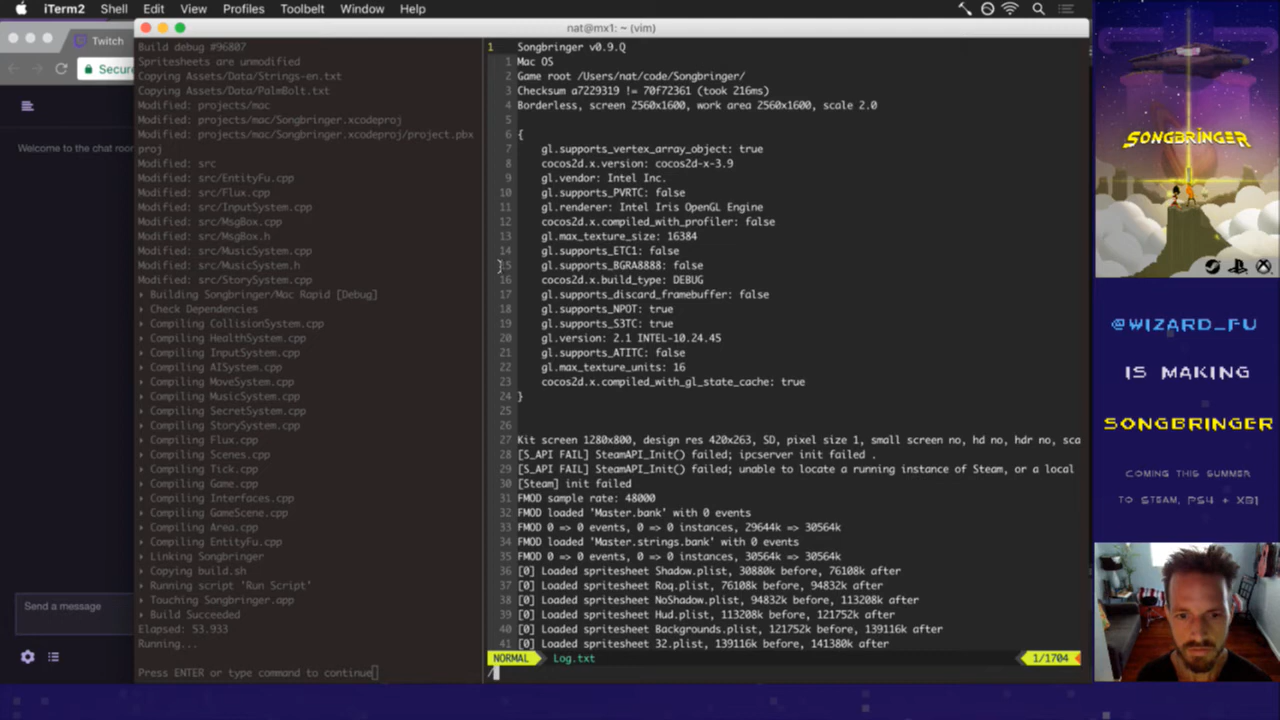 iTerm2 Shell Edit View Profiles Toolbelt Window Help
nat@mx1: ~ (vim)
Twitch
Secure
Welcome to the chat roo
Send a message
Build debug #96807
Spritesheets are unmodified
Copying Assets/Data/Strings-en.txt
Copying Assets/Data/PalmBolt.txt
Modified: projects/mac
Modified: projects/mac/Songbringer.xcodeproj
Modified: projects/mac/Songbringer.xcodeproj/project.pbx
proj
Modified: src
Modified: src/EntityFu.cpp
Modified: src/Flux.cpp
Modified: src/InputSystem.cpp
Modified: src/MsgBox.cpp
Modified: src/MsgBox.h
Modified: src/MusicSystem.cpp
Modified: src/MusicSystem.h
Modified: src/StorySystem.cpp
Building Songbringer/Mac Rapid [Debug]
Check Dependencies
Compiling CollisionSystem.cpp
Compiling HealthSystem.cpp
Compiling InputSystem.cpp
Compiling AISystem.cpp
Compiling MoveSystem.cpp
Compiling MusicSystem.cpp
Compiling SecretSystem.cpp
Compiling StorySystem.cpp
Compiling Flux.cpp
Compiling Scenes.cpp
Compiling Tick.cpp
Compiling Game.cpp
Compiling Interfaces.cpp
Compiling GameScene.cpp
Compiling Area.cpp
Compiling EntityFu.cpp
Linking Songbringer
Copying build.sh
Running script 'Run Script'
Touching Songbringer.app
Build Succeeded
Elapsed: 53.933
Running...
Press ENTER or type command to continue
1 Songbringer v0.9.Q
1 Mac OS
2 Game root /Users/nat/code/Songbringer/
3 Checksum a7229319 != 70f72361 (took 216ms)
4 Borderless, screen 2560x1600, work area 2560x1600, scale 2.0
5
6 {
7 gl.supports_vertex_array_object: true
8 cocos2d.x.version: cocos2d-x-3.9
9 gl.vendor: Intel Inc.
10 gl.supports_PVRTC: false
11 gl.renderer: Intel Iris OpenGL Engine
12 cocos2d.x.compiled_with_profiler: false
13 gl.max_texture_size: 16384
14 gl.supports_ETC1: false
15 gl.supports_BGRA8888: false
16 cocos2d.x.build_type: DEBUG
17 gl.supports_discard_framebuffer: false
18 gl.supports_NPOT: true
19 gl.supports_S3TC: true
20 gl.version: 2.1 INTEL-10.24.45
21 gl.supports_ATITC: false
22 gl.max_texture_units: 16
23 cocos2d.x.compiled_with_gl_state_cache: true
24 }
25
26
27 Kit screen 1280x800, design res 420x263, SD, pixel size 1, small screen no, hd no, hdr no, sca
28 [S_API FAIL] SteamAPI_Init() failed; ipcserver init failed .
29 [S_API FAIL] SteamAPI_Init() failed; unable to locate a running instance of Steam, or a local
30 [Steam] init failed
31 FMOD sample rate: 48000
32 FMOD loaded 'Master.bank' with 0 events
33 FMOD 0 => 0 events, 0 => 0 instances, 29644k => 30564k
34 FMOD loaded 'Master.strings.bank' with 0 events
35 FMOD 0 => 0 events, 0 => 0 instances, 30564k => 30564k
36 [0] Loaded spritesheet Shadow.plist, 30880k before, 76108k after
37 [0] Loaded spritesheet Roq.plist, 76108k before, 94832k after
38 [0] Loaded spritesheet NoShadow.plist, 94832k before, 113208k after
39 [0] Loaded spritesheet Hud.plist, 113208k before, 121752k after
40 [0] Loaded spritesheet Backgrounds.plist, 121752k before, 139116k after
41 [0] Loaded spritesheet 32.plist, 139116k before, 141380k after
NORMAL Log.txt 1/1704
/
SONGBRINGER
@WIZARD_FU
IS MAKING
SONGBRINGER
COMING THIS SUMMER
TO STEAM, PS4 + XB1